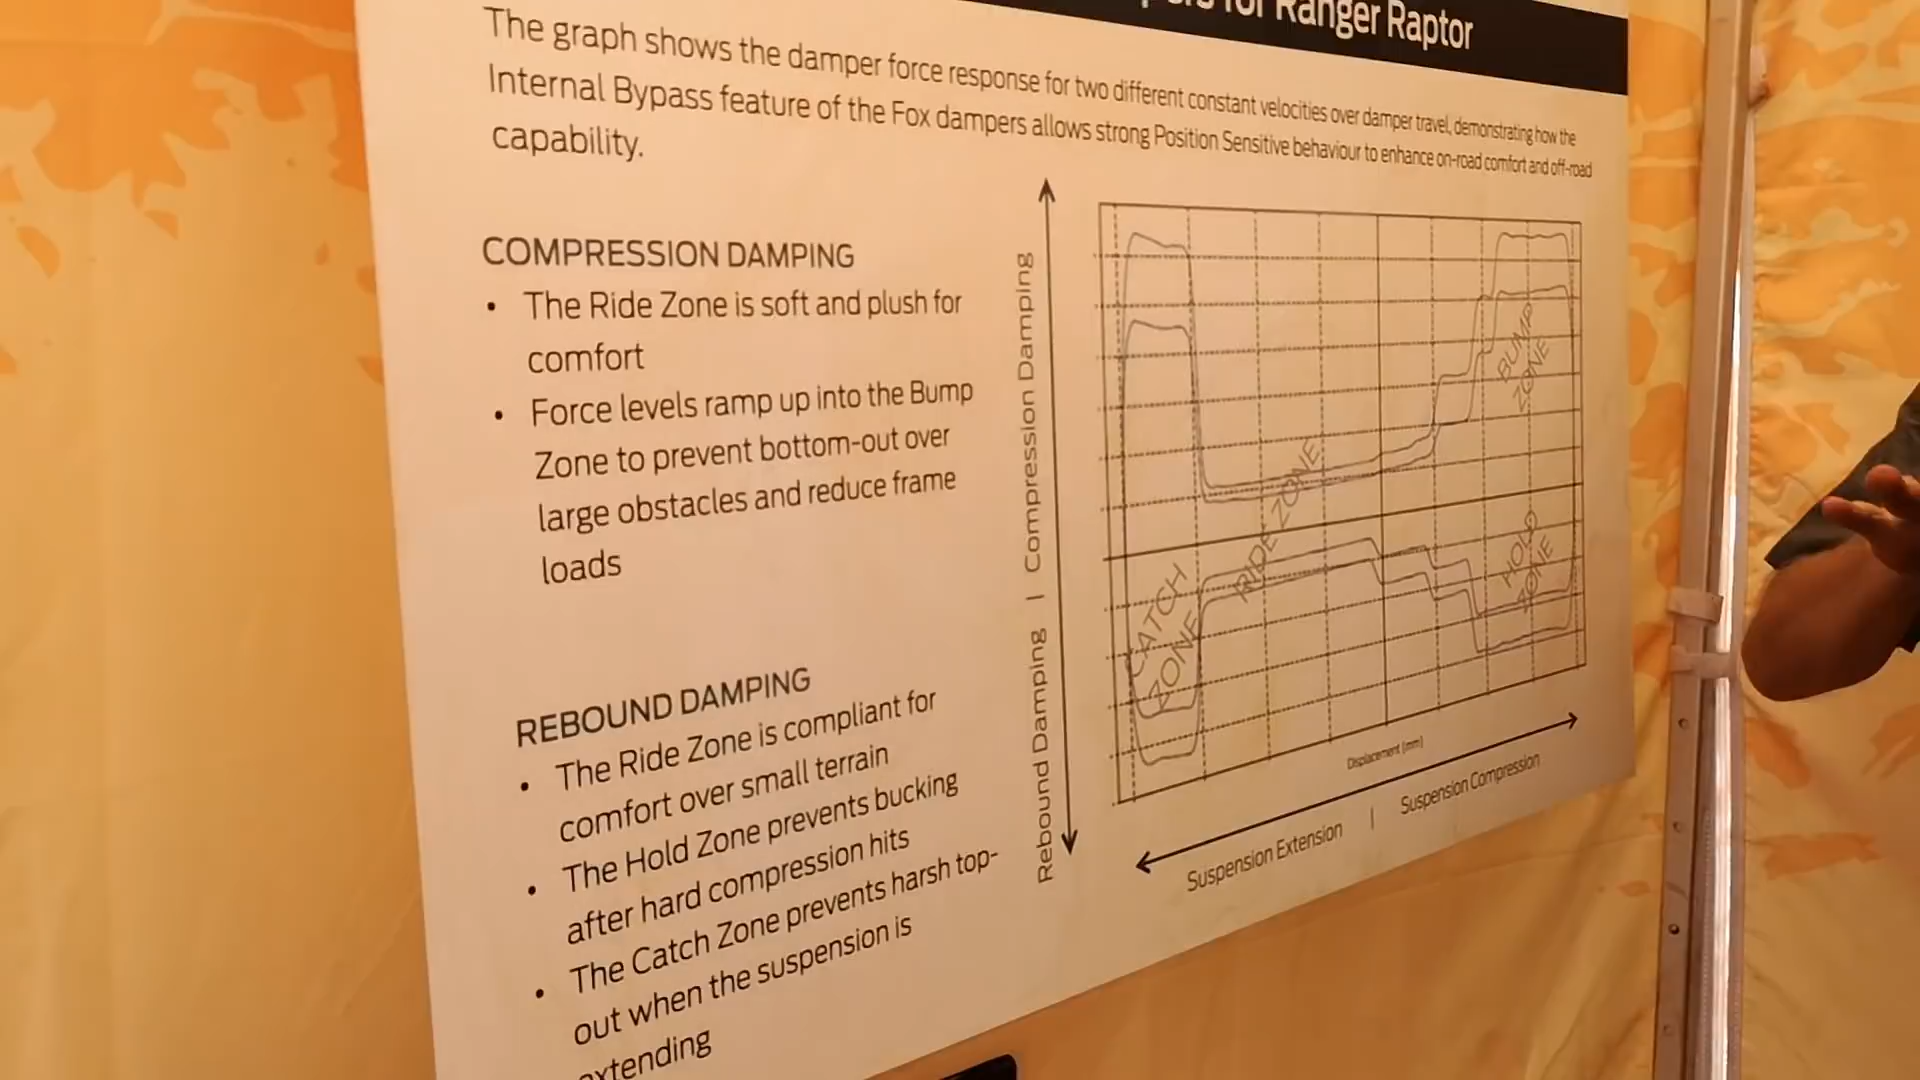 for Ranger Raptor
The graph shows the damper force response for two different constant velocities over damper travel, demonstrating how the
Internal Bypass feature of the Fox dampers allows strong Position Sensitive behaviour to enhance on-road comfort and off-road
capability.
COMPRESSION DAMPING
• The Ride Zone is soft and plush for
comfort
• Force levels ramp up into the Bump
Zone to prevent bottom-out over
large obstacles and reduce frame
loads
REBOUND DAMPING
• The Ride Zone is compliant for
comfort over small terrain
• The Hold Zone prevents bucking
after hard compression hits
• The Catch Zone prevents harsh top-
out when the suspension is
extending
Rebound Damping | Compression Damping
BUMP
ZONE
RIDE ZONE
HOLD
ZONE
CATCH
ZONE
Displacement (mm)
Suspension Extension | Suspension Compression